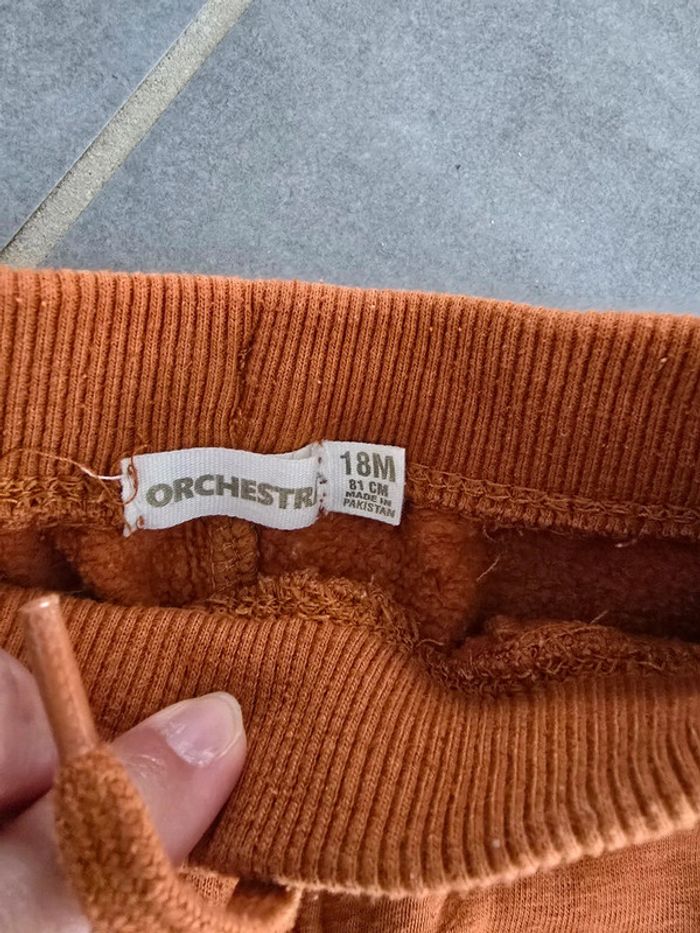 ORCHESTR
18M
81 CM
MADE IN
PAKISTAN